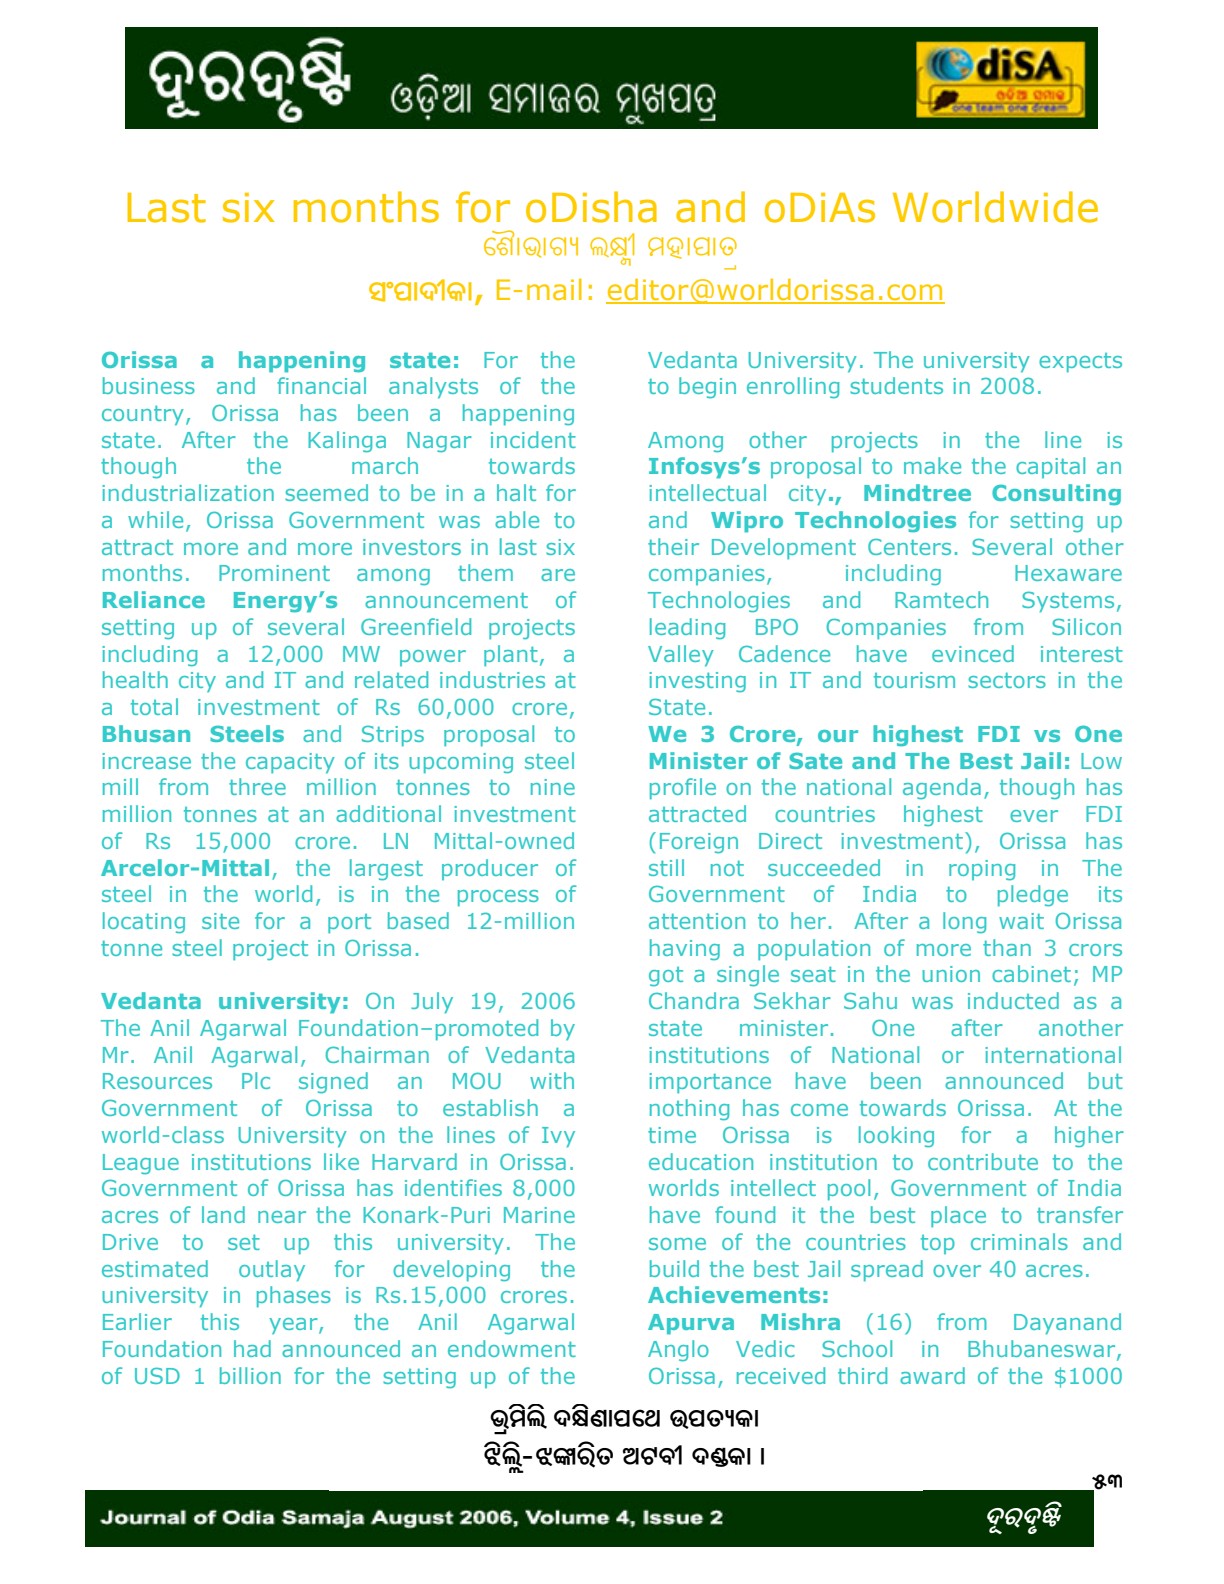 ଦୂରଦୃଷ୍ଟି ଓଡ଼ିଆ ସମାଜର ମୁଖପତ୍ର
diSA
ଓଡ଼ିଆ ସମାଜ
one team one dream
Last six months for oDisha and oDiAs Worldwide
ଶୈାଭାଗ୍ୟ ଲକ୍ଷ୍ମୀ ମହାପାତ୍ର
ସଂପାଦୀକା, E-mail: editor@worldorissa.com
Orissa a happening state: For the
business and financial analysts of the
country, Orissa has been a happening
state. After the Kalinga Nagar incident
though the march towards
industrialization seemed to be in a halt for
a while, Orissa Government was able to
attract more and more investors in last six
months. Prominent among them are
Reliance Energy’s announcement of
setting up of several Greenfield projects
including a 12,000 MW power plant, a
health city and IT and related industries at
a total investment of Rs 60,000 crore,
Bhusan Steels and Strips proposal to
increase the capacity of its upcoming steel
mill from three million tonnes to nine
million tonnes at an additional investment
of Rs 15,000 crore. LN Mittal-owned
Arcelor-Mittal, the largest producer of
steel in the world, is in the process of
locating site for a port based 12-million
tonne steel project in Orissa.
Vedanta university: On July 19, 2006
The Anil Agarwal Foundation–promoted by
Mr. Anil Agarwal, Chairman of Vedanta
Resources Plc signed an MOU with
Government of Orissa to establish a
world-class University on the lines of Ivy
League institutions like Harvard in Orissa.
Government of Orissa has identifies 8,000
acres of land near the Konark-Puri Marine
Drive to set up this university. The
estimated outlay for developing the
university in phases is Rs.15,000 crores.
Earlier this year, the Anil Agarwal
Foundation had announced an endowment
of USD 1 billion for the setting up of the
Vedanta University. The university expects
to begin enrolling students in 2008.
Among other projects in the line is
Infosys’s proposal to make the capital an
intellectual city., Mindtree Consulting
and Wipro Technologies for setting up
their Development Centers. Several other
companies, including Hexaware
Technologies and Ramtech Systems,
leading BPO Companies from Silicon
Valley Cadence have evinced interest
investing in IT and tourism sectors in the
State.
We 3 Crore, our highest FDI vs One
Minister of Sate and The Best Jail: Low
profile on the national agenda, though has
attracted countries highest ever FDI
(Foreign Direct investment), Orissa has
still not succeeded in roping in The
Government of India to pledge its
attention to her. After a long wait Orissa
having a population of more than 3 crors
got a single seat in the union cabinet; MP
Chandra Sekhar Sahu was inducted as a
state minister. One after another
institutions of National or international
importance have been announced but
nothing has come towards Orissa. At the
time Orissa is looking for a higher
education institution to contribute to the
worlds intellect pool, Government of India
have found it the best place to transfer
some of the countries top criminals and
build the best Jail spread over 40 acres.
Achievements:
Apurva Mishra (16) from Dayanand
Anglo Vedic School in Bhubaneswar,
Orissa, received third award of the $1000
ଭ୍ରମିଲି ଦକ୍ଷିଣାପଥେ ଉପତ୍ୟକା
ଝିଲ୍ଲି-ଝଙ୍କାରିତ ଅଟବୀ ଦଣ୍ଡକା ।
୫୩
Journal of Odia Samaja August 2006, Volume 4, Issue 2 ଦୂରଦୃଷ୍ଟି